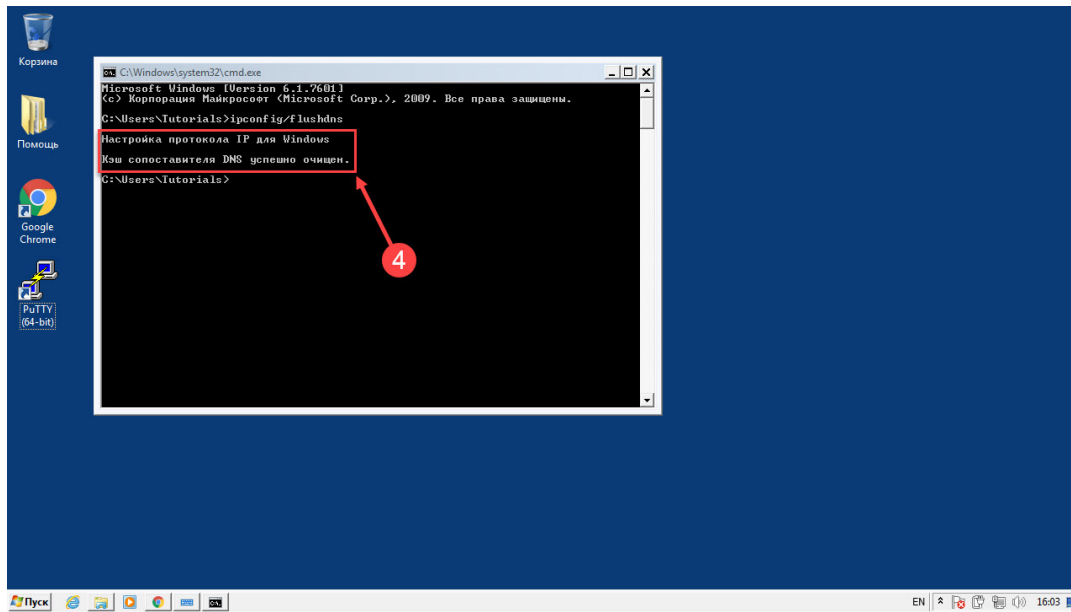 Корзина
Помощь
Google
Chrome
PuTTY
(64-bit)
C:\Windows\system32\cmd.exe
Microsoft Windows [Version 6.1.7601]
(c) Корпорация Майкрософт (Microsoft Corp.), 2009. Все права защищены.
C:\Users\Tutorials>ipconfig/flushdns
Настройка протокола IP для Windows
Кэш сопоставителя DNS успешно очищен.
C:\Users\Tutorials>
4
Пуск
EN
16:03